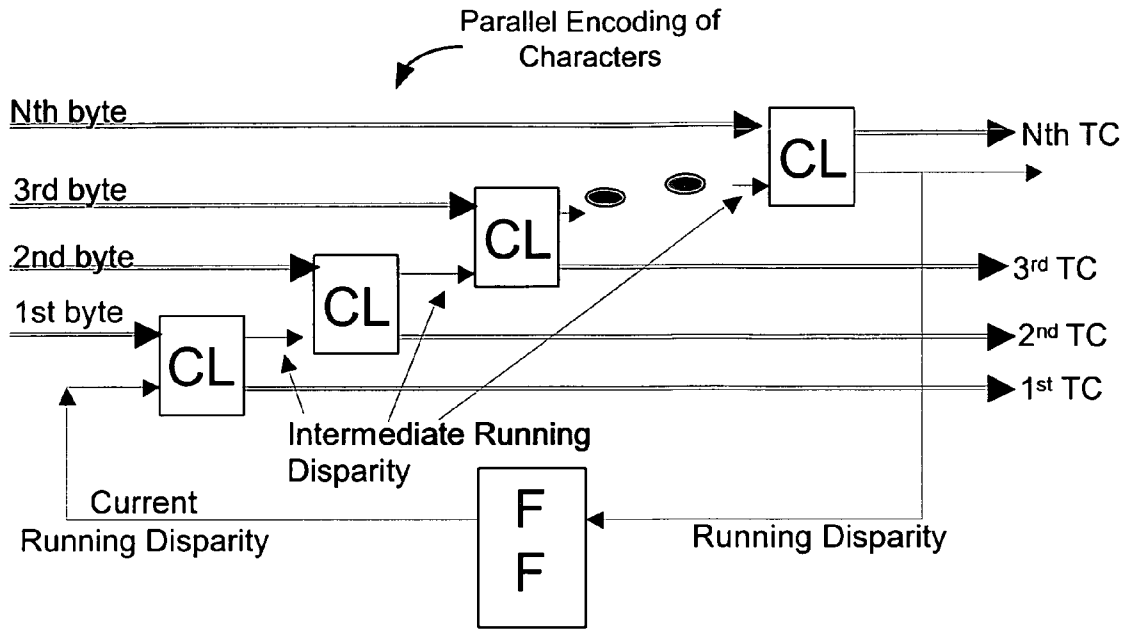 Parallel Encoding of
Characters
Nth byte
CL
Nth TC
3rd byte
CL
2nd byte
3rd TC
CL
1st byte
2nd TC
CL
1st TC
Intermediate Running
Disparity
Current
Running Disparity
F
F
Running Disparity